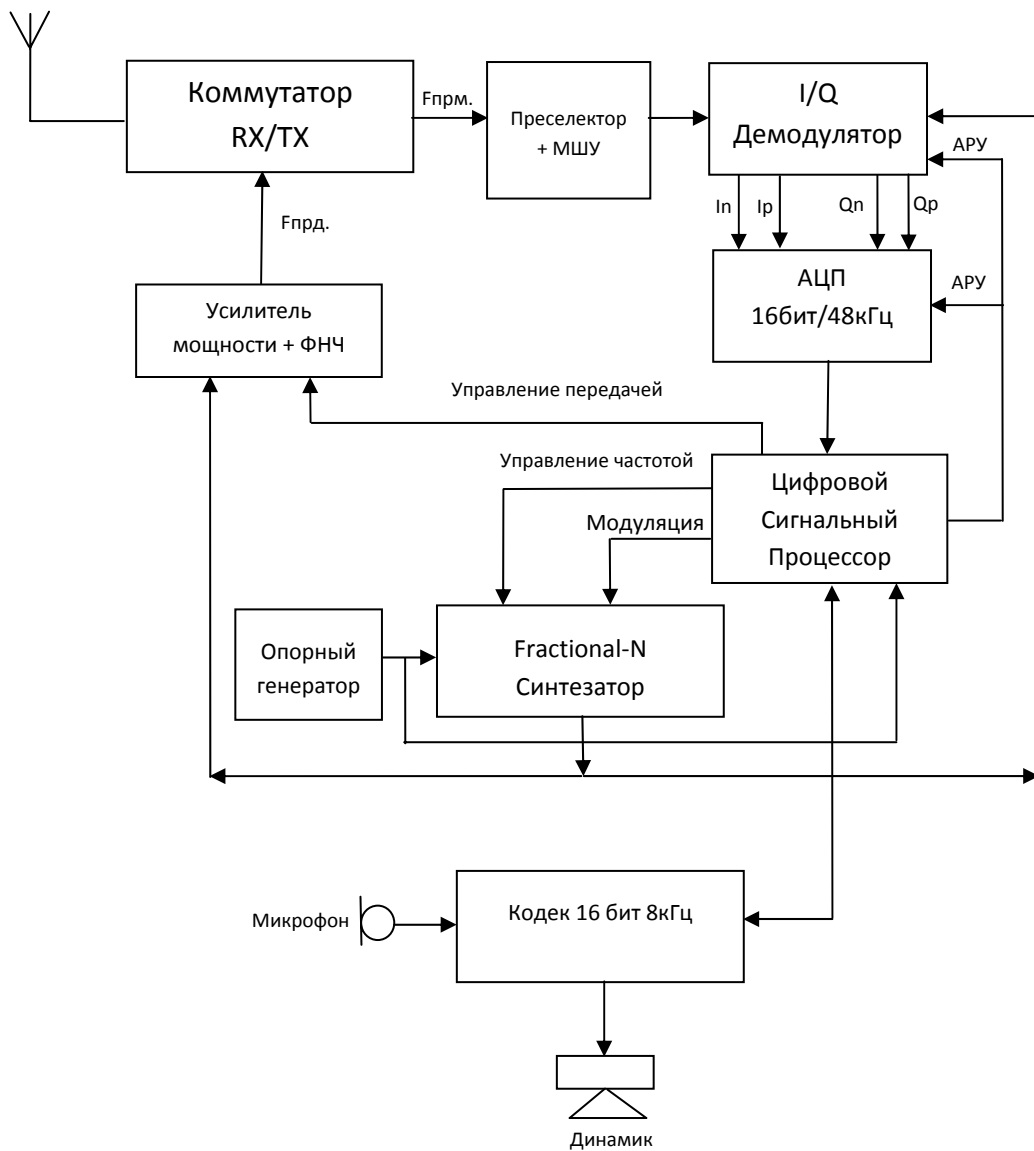 Коммутатор
RX/TX
Fпрм.
Преселектор
+ МШУ
I/Q
Демодулятор
АРУ
In
Ip
Qn
Qp
Fпрд.
АЦП
16бит/48кГц
АРУ
Усилитель
мощности + ФНЧ
Управление передачей
Управление частотой
Модуляция
Цифровой
Сигнальный
Процессор
Опорный
генератор
Fractional-N
Синтезатор
Микрофон
Кодек 16 бит 8кГц
Динамик